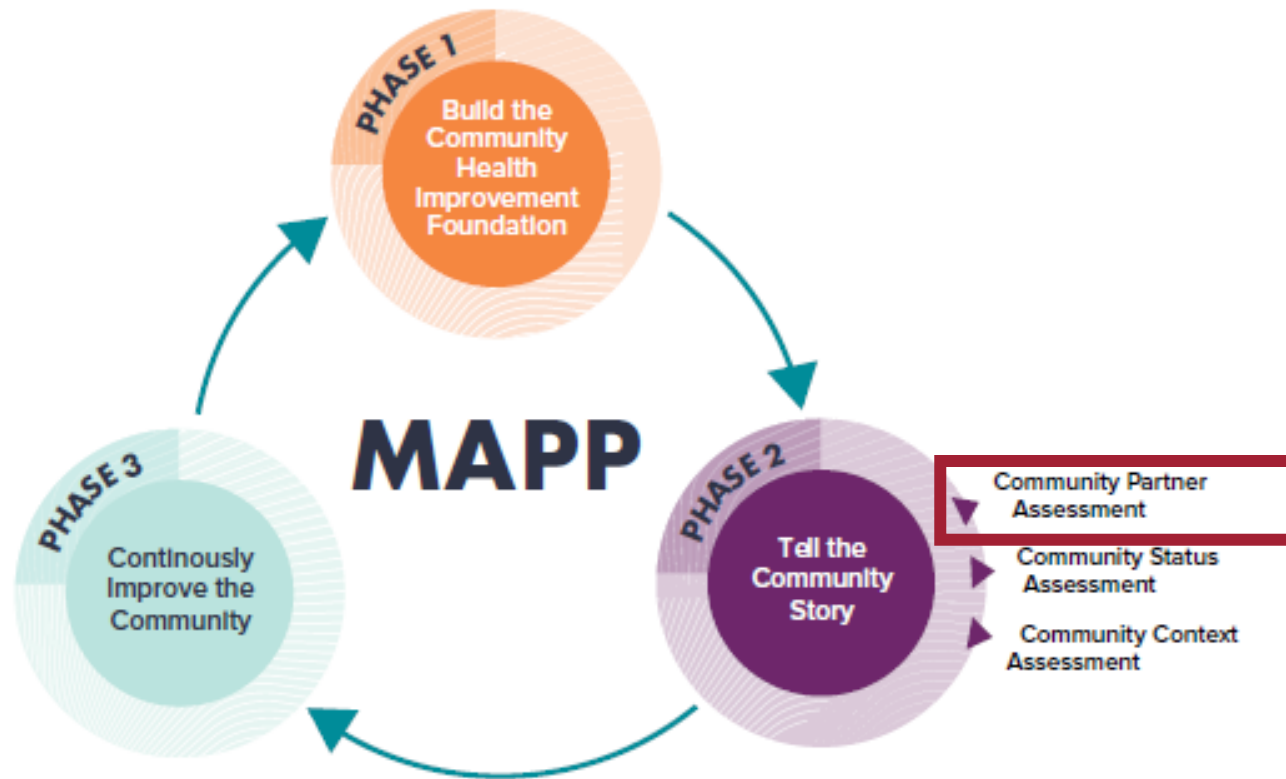 PHASE 1
Build the
Community
Health
Improvement
Foundation
MAPP
PHASE 2
Tell the
Community
Story
Community Partner
Assessment
Community Status
Assessment
Community Context
Assessment
PHASE 3
Continously
Improve the
Community